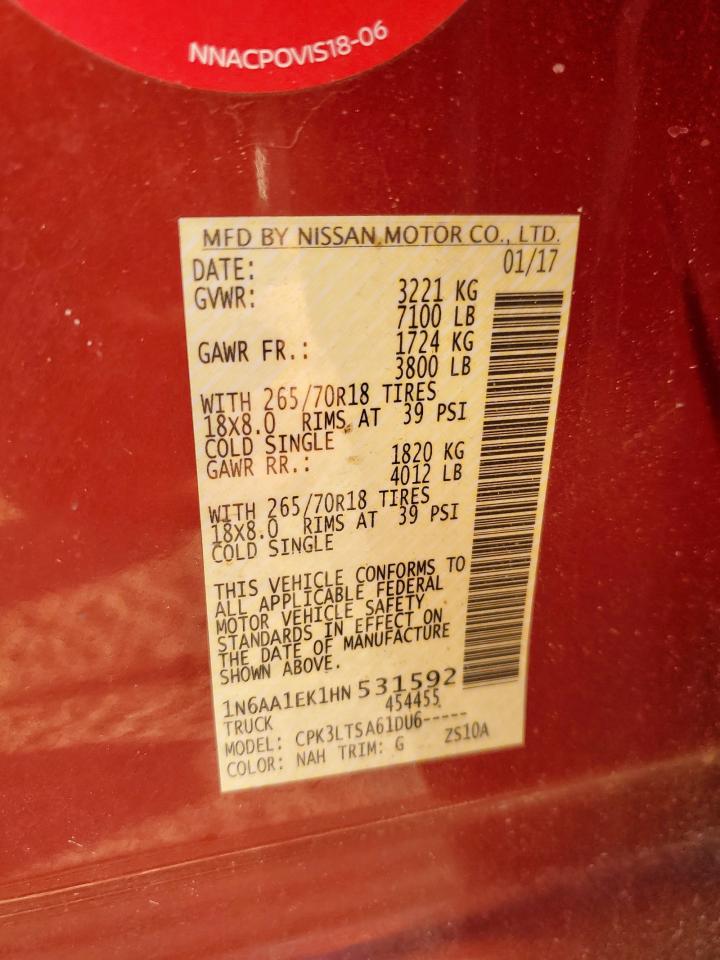 NNACPOVIS18-06
MFD BY NISSAN MOTOR CO., LTD.
DATE: 01/17
GVWR: 3221 KG
7100 LB
GAWR FR.: 1724 KG
3800 LB
WITH 265/70R18 TIRES
18X8.0 RIMS AT 39 PSI
COLD SINGLE
GAWR RR.: 1820 KG
4012 LB
WITH 265/70R18 TIRES
18X8.0 RIMS AT 39 PSI
COLD SINGLE
THIS VEHICLE CONFORMS TO
ALL APPLICABLE FEDERAL
MOTOR VEHICLE SAFETY
STANDARDS IN EFFECT ON
THE DATE OF MANUFACTURE
SHOWN ABOVE.
1N6AA1EK1HN 531592
TRUCK 454455
MODEL: CPK3LTSA61DU6-----
COLOR: NAH TRIM: G ZS10A